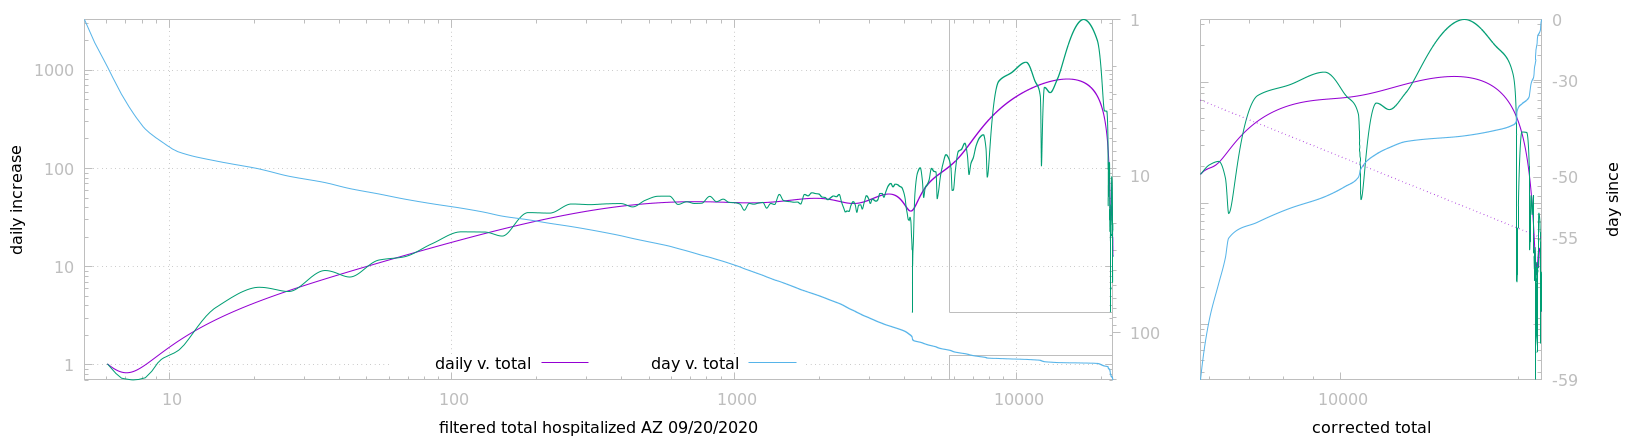 1000
100
10
1
daily increase
1
10
100
daily v. total
day v. total
10
100
1000
10000
filtered total hospitalized AZ 09/20/2020
0
-30
-50
-55
-59
day since
10000
corrected total